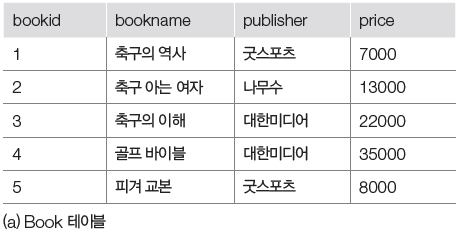 bookid bookname publisher price
1 축구의 역사 굿스포츠 7000
2 축구 아는 여자 나무수 13000
3 축구의 이해 대한미디어 22000
4 골프 바이블 대한미디어 35000
5 피겨 교본 굿스포츠 8000
(a) Book 테이블